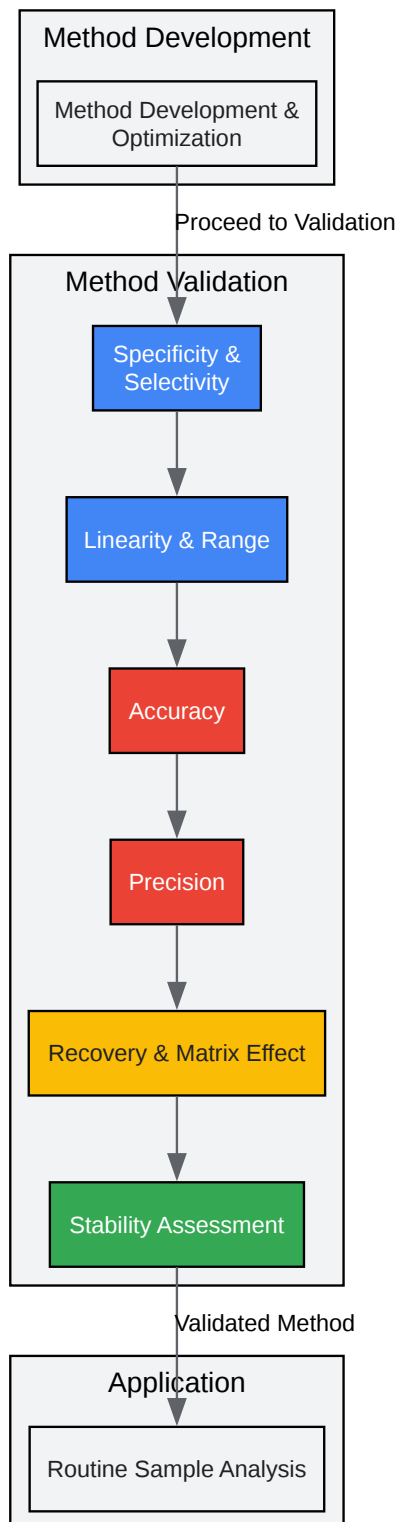 Method Development
Method Development &
Optimization
Proceed to Validation
Method Validation
Specificity &
Selectivity
Linearity & Range
Accuracy
Precision
Recovery & Matrix Effect
Stability Assessment
Validated Method
Application
Routine Sample Analysis